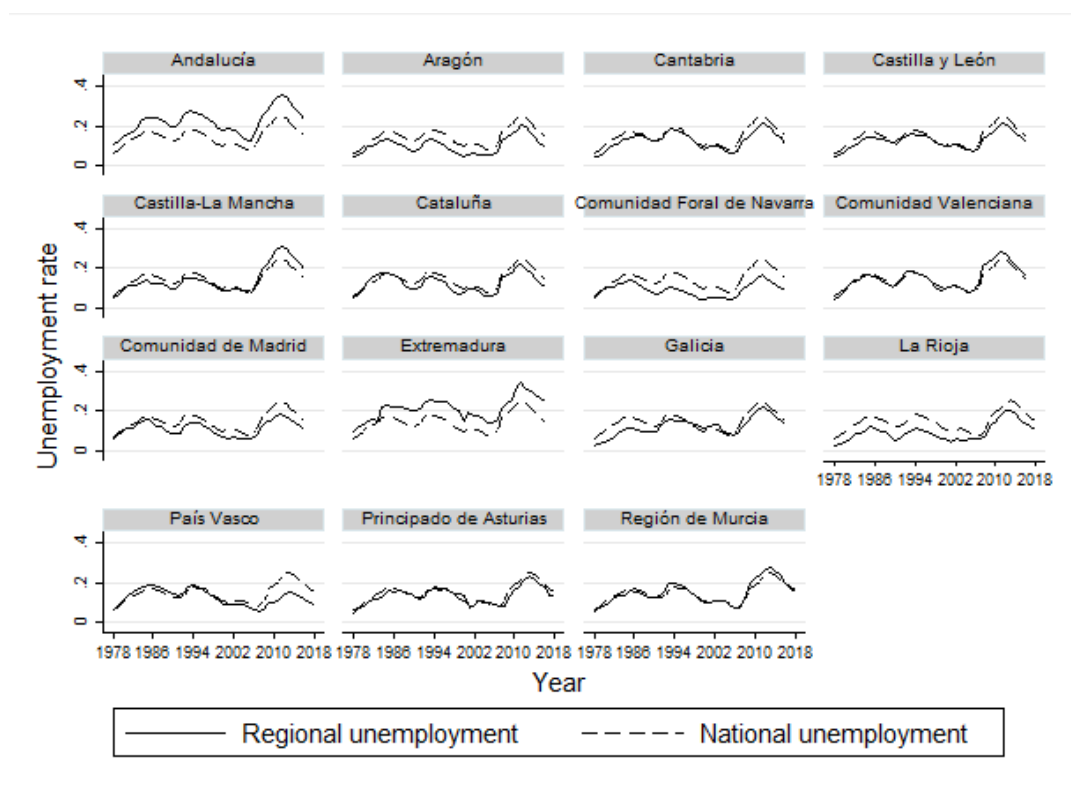 Andalucía Aragón Cantabria Castilla y León
.4
.2
0
Castilla-La Mancha Cataluña Comunidad Foral de Navarra Comunidad Valenciana
.4
.2
0
Comunidad de Madrid Extremadura Galicia La Rioja
.4
.2
0
1978 1986 1994 2002 2010 2018
País Vasco Principado de Asturias Región de Murcia
.4
.2
0
1978 1986 1994 2002 2010 2018 1978 1986 1994 2002 2010 2018 1978 1986 1994 2002 2010 2018
Unemployment rate
Year
Regional unemployment National unemployment